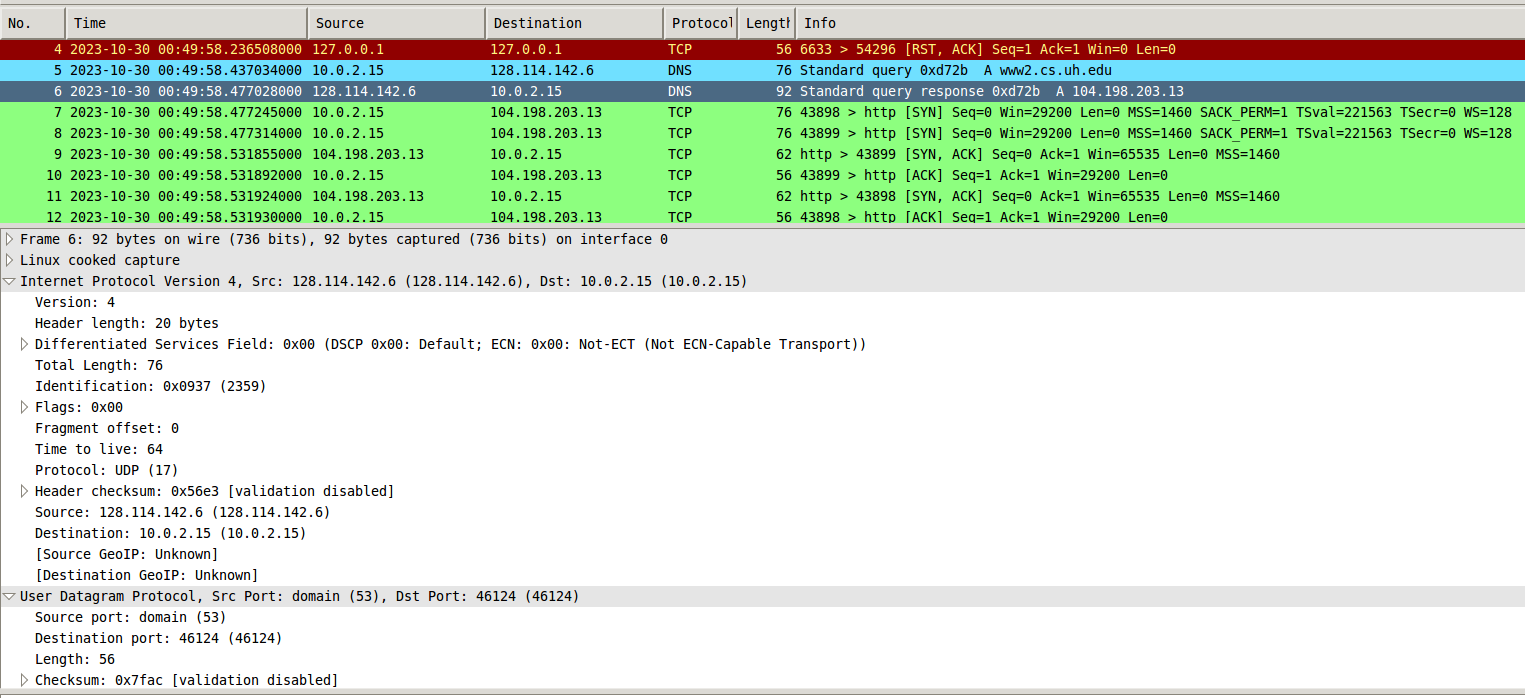 No. Time Source Destination Protocol Length Info
4 2023-10-30 00:49:58.236508000 127.0.0.1 127.0.0.1 TCP 56 6633 > 54296 [RST, ACK] Seq=1 Ack=1 Win=0 Len=0
5 2023-10-30 00:49:58.437034000 10.0.2.15 128.114.142.6 DNS 76 Standard query 0xd72b A www2.cs.uh.edu
6 2023-10-30 00:49:58.477028000 128.114.142.6 10.0.2.15 DNS 92 Standard query response 0xd72b A 104.198.203.13
7 2023-10-30 00:49:58.477245000 10.0.2.15 104.198.203.13 TCP 76 43898 > http [SYN] Seq=0 Win=29200 Len=0 MSS=1460 SACK_PERM=1 TSval=221563 TSecr=0 WS=128
8 2023-10-30 00:49:58.477314000 10.0.2.15 104.198.203.13 TCP 76 43899 > http [SYN] Seq=0 Win=29200 Len=0 MSS=1460 SACK_PERM=1 TSval=221563 TSecr=0 WS=128
9 2023-10-30 00:49:58.531855000 104.198.203.13 10.0.2.15 TCP 62 http > 43899 [SYN, ACK] Seq=0 Ack=1 Win=65535 Len=0 MSS=1460
10 2023-10-30 00:49:58.531892000 10.0.2.15 104.198.203.13 TCP 56 43899 > http [ACK] Seq=1 Ack=1 Win=29200 Len=0
11 2023-10-30 00:49:58.531924000 104.198.203.13 10.0.2.15 TCP 62 http > 43898 [SYN, ACK] Seq=0 Ack=1 Win=65535 Len=0 MSS=1460
12 2023-10-30 00:49:58.531930000 10.0.2.15 104.198.203.13 TCP 56 43898 > http [ACK] Seq=1 Ack=1 Win=29200 Len=0
Frame 6: 92 bytes on wire (736 bits), 92 bytes captured (736 bits) on interface 0
Linux cooked capture
Internet Protocol Version 4, Src: 128.114.142.6 (128.114.142.6), Dst: 10.0.2.15 (10.0.2.15)
Version: 4
Header length: 20 bytes
Differentiated Services Field: 0x00 (DSCP 0x00: Default; ECN: 0x00: Not-ECT (Not ECN-Capable Transport))
Total Length: 76
Identification: 0x0937 (2359)
Flags: 0x00
Fragment offset: 0
Time to live: 64
Protocol: UDP (17)
Header checksum: 0x56e3 [validation disabled]
Source: 128.114.142.6 (128.114.142.6)
Destination: 10.0.2.15 (10.0.2.15)
[Source GeoIP: Unknown]
[Destination GeoIP: Unknown]
User Datagram Protocol, Src Port: domain (53), Dst Port: 46124 (46124)
Source port: domain (53)
Destination port: 46124 (46124)
Length: 56
Checksum: 0x7fac [validation disabled]